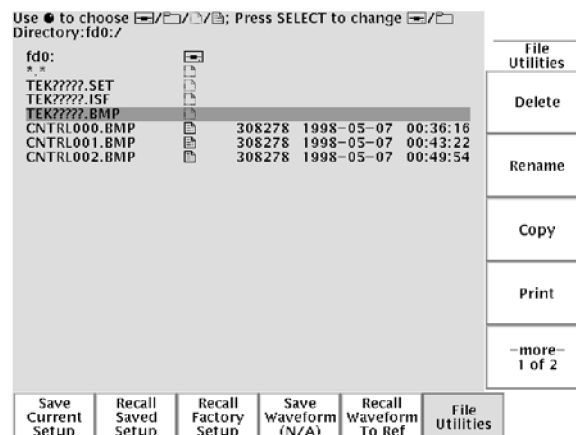 Use to choose / / / ; Press SELECT to change /
Directory:fd0:/
fd0:
*.*
TEK?????.SET
TEK?????.ISF
TEK?????.BMP
CNTRL000.BMP 308278 1998-05-07 00:36:16
CNTRL001.BMP 308278 1998-05-07 00:43:22
CNTRL002.BMP 308278 1998-05-07 00:49:54
File
Utilities
Delete
Rename
Copy
Print
-more-
1 of 2
Save
Current
Setup
Recall
Saved
Setup
Recall
Factory
Setup
Save
Waveform
(N/A)
Recall
Waveform
To Ref
File
Utilities